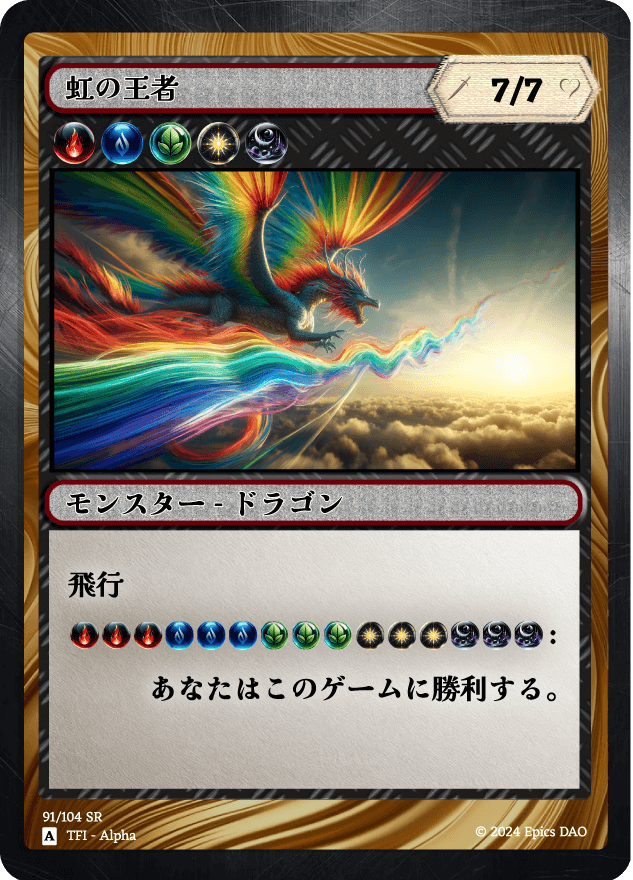 虹の王者
7/7
モンスター - ドラゴン
飛行
:
あなたはこのゲームに勝利する。
91/104 SR
A TFI - Alpha
© 2024 Epics DAO